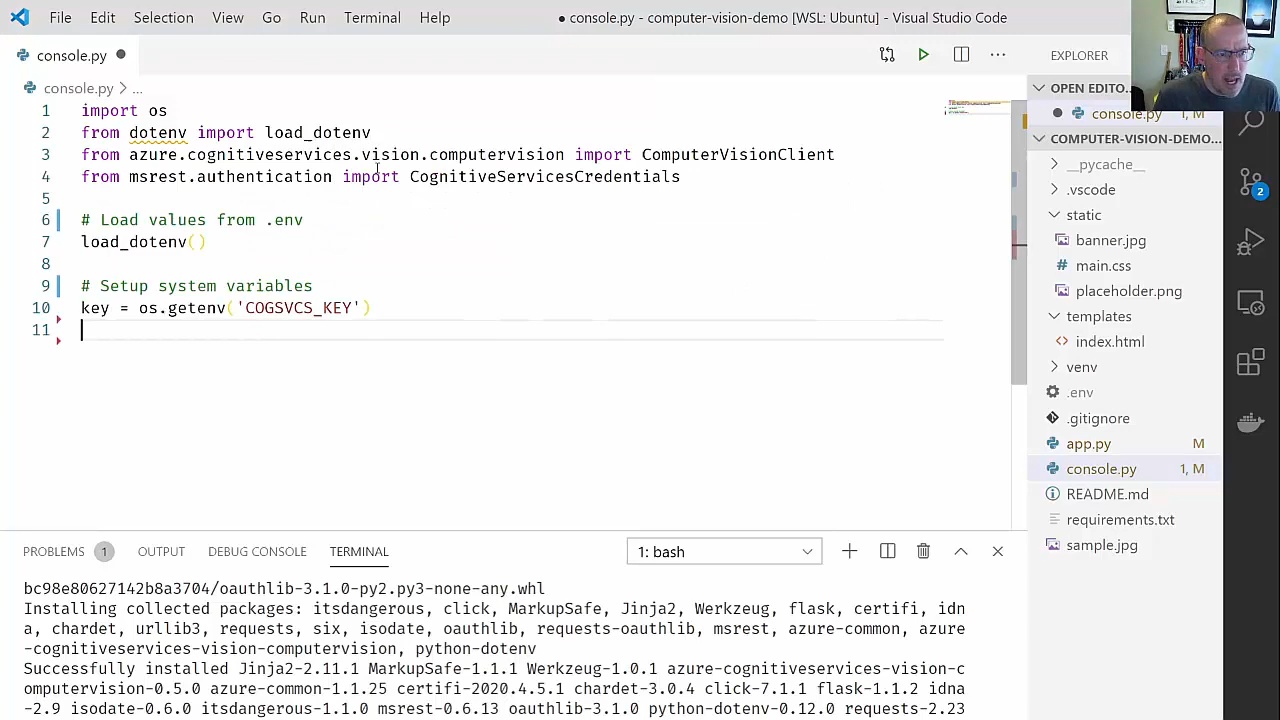 File Edit Selection View Go Run Terminal Help ● console.py - computer-vision-demo [WSL: Ubuntu] - Visual Studio Code
console.py ●
EXPLORER
console.py > ...
OPEN EDITO...
console.py 1, M
COMPUTER-VISION-DEMO...
1 import os
2 from dotenv import load_dotenv
3 from azure.cognitiveservices.vision.computervision import ComputerVisionClient
4 from msrest.authentication import CognitiveServicesCredentials
5
6 # Load values from .env
7 load_dotenv()
8
9 # Setup system variables
10 key = os.getenv('COGSVCS_KEY')
11
__pycache__
.vscode
static
banner.jpg
main.css
placeholder.png
templates
index.html
venv
.env
.gitignore
app.py M
console.py 1, M
README.md
requirements.txt
sample.jpg
2
PROBLEMS 1 OUTPUT DEBUG CONSOLE TERMINAL 1: bash
bc98e80627142b8a3704/oauthlib-3.1.0-py2.py3-none-any.whl
Installing collected packages: itsdangerous, click, MarkupSafe, Jinja2, Werkzeug, flask, certifi, idn
a, chardet, urllib3, requests, six, isodate, oauthlib, requests-oauthlib, msrest, azure-common, azure
-cognitiveservices-vision-computervision, python-dotenv
Successfully installed Jinja2-2.11.1 MarkupSafe-1.1.1 Werkzeug-1.0.1 azure-cognitiveservices-vision-c
omputervision-0.5.0 azure-common-1.1.25 certifi-2020.4.5.1 chardet-3.0.4 click-7.1.1 flask-1.1.2 idna
-2.9 isodate-0.6.0 itsdangerous-1.1.0 msrest-0.6.13 oauthlib-3.1.0 python-dotenv-0.12.0 requests-2.23